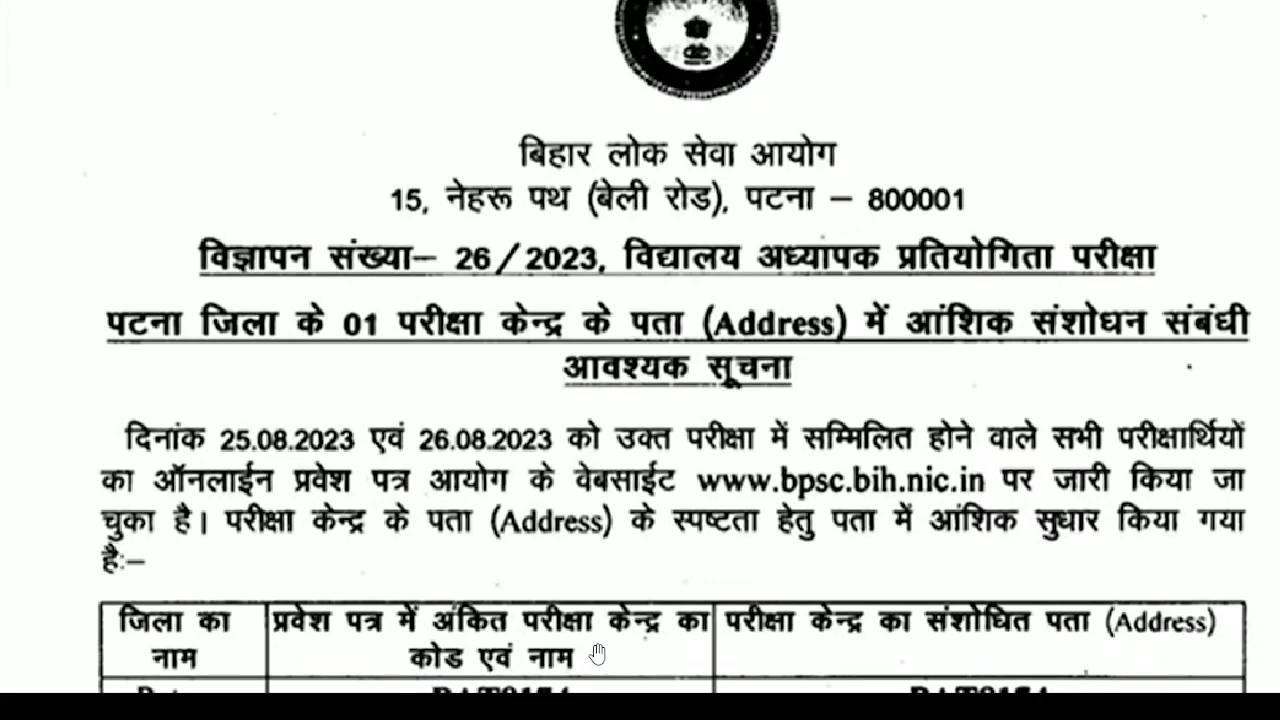 बिहार लोक सेवा आयोग
15, नेहरू पथ (बेली रोड), पटना – 800001
विज्ञापन संख्या– 26/2023, विद्यालय अध्यापक प्रतियोगिता परीक्षा
पटना जिला के 01 परीक्षा केन्द्र के पता (Address) में आंशिक संशोधन संबंधी
आवश्यक सूचना
दिनांक 25.08.2023 एवं 26.08.2023 को उक्त परीक्षा में सम्मिलित होने वाले सभी परीक्षार्थियों
का ऑनलाईन प्रवेश पत्र आयोग के वेबसाईट www.bpsc.bih.nic.in पर जारी किया जा
चुका है। परीक्षा केन्द्र के पता (Address) के स्पष्टता हेतु पता में आंशिक सुधार किया गया
है:–
जिला का नाम
प्रवेश पत्र में अंकित परीक्षा केन्द्र का
कोड एवं नाम
परीक्षा केन्द्र का संशोधित पता (Address)